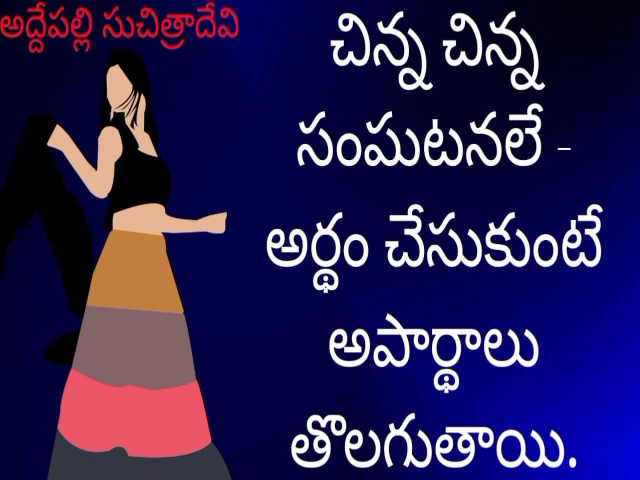 అద్దేపల్లి సుచిత్రాదేవి
చిన్న చిన్న
సంఘటనలే -
అర్థం చేసుకుంటే
అపార్థాలు
తొలగుతాయి.